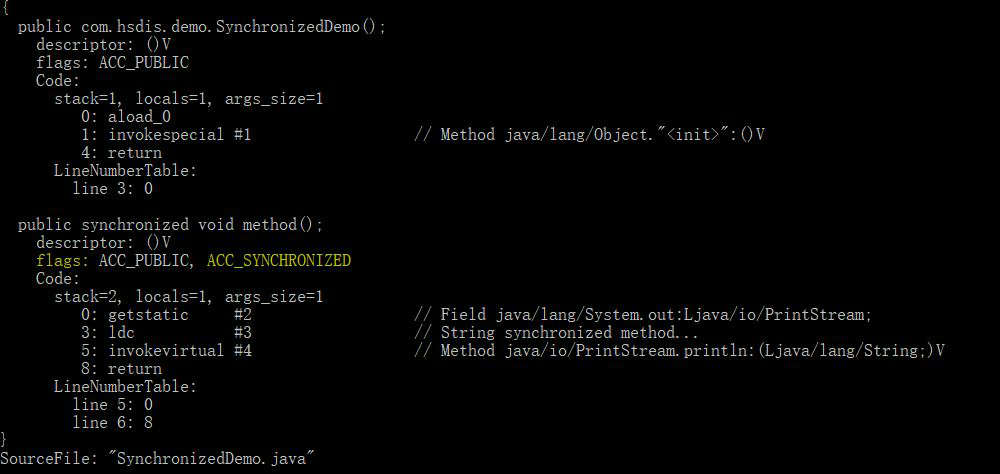 {
  public com.hsdis.demo.SynchronizedDemo();
    descriptor: ()V
    flags: ACC_PUBLIC
    Code:
      stack=1, locals=1, args_size=1
         0: aload_0
         1: invokespecial #1                  // Method java/lang/Object."<init>":()V
         4: return
      LineNumberTable:
        line 3: 0

  public synchronized void method();
    descriptor: ()V
    flags: ACC_PUBLIC, ACC_SYNCHRONIZED
    Code:
      stack=2, locals=1, args_size=1
         0: getstatic     #2                  // Field java/lang/System.out:Ljava/io/PrintStream;
         3: ldc           #3                  // String synchronized method...
         5: invokevirtual #4                  // Method java/io/PrintStream.println:(Ljava/lang/String;)V
         8: return
      LineNumberTable:
        line 5: 0
        line 6: 8
}
SourceFile: "SynchronizedDemo.java"